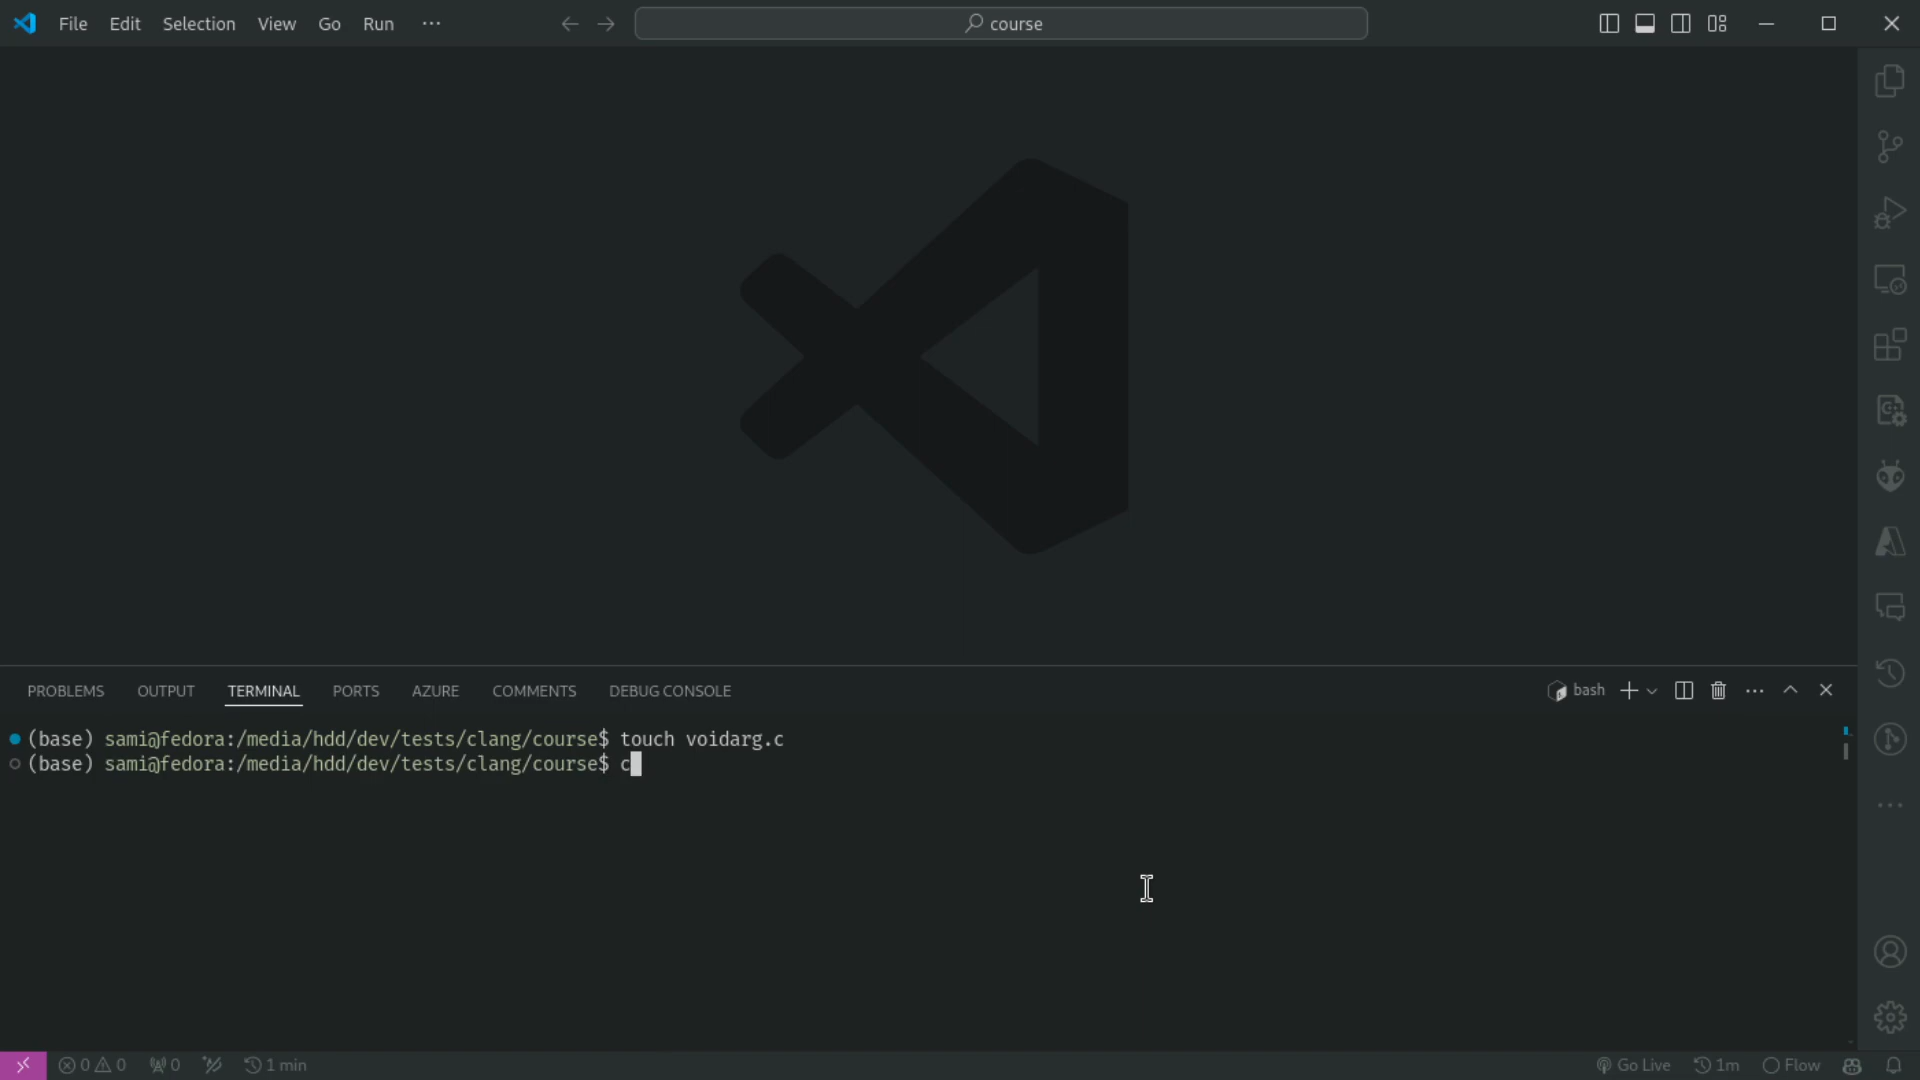 File Edit Selection View Go Run ···
course
PROBLEMS OUTPUT TERMINAL PORTS AZURE COMMENTS DEBUG CONSOLE
bash
(base) sami@fedora:/media/hdd/dev/tests/clang/course$ touch voidarg.c
(base) sami@fedora:/media/hdd/dev/tests/clang/course$ c
0 0 0 1 min Go Live 1m Flow